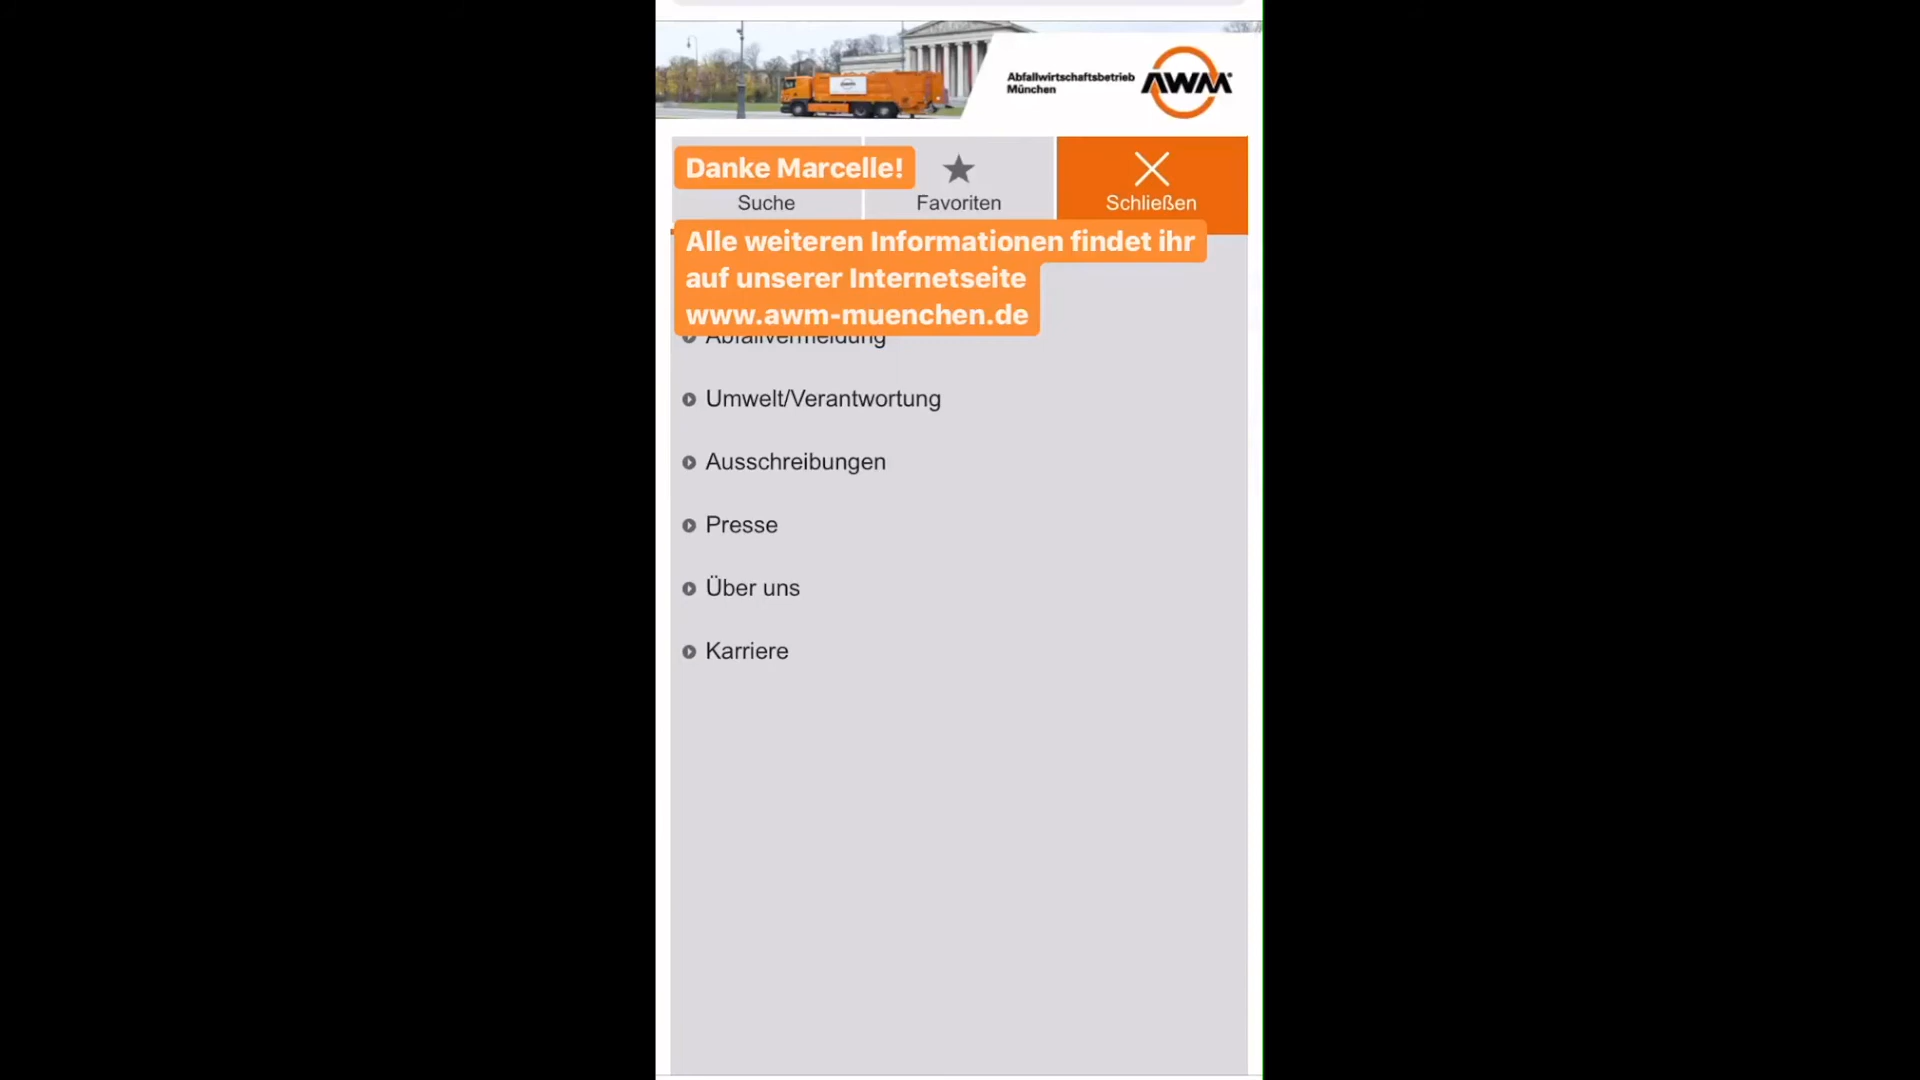 Abfallwirtschaftsbetrieb
München
AWM
Danke Marcelle!
Suche
Favoriten
Schließen
Alle weiteren Informationen findet ihr
auf unserer Internetseite
www.awm-muenchen.de
Abfallvermeidung
Umwelt/Verantwortung
Ausschreibungen
Presse
Über uns
Karriere